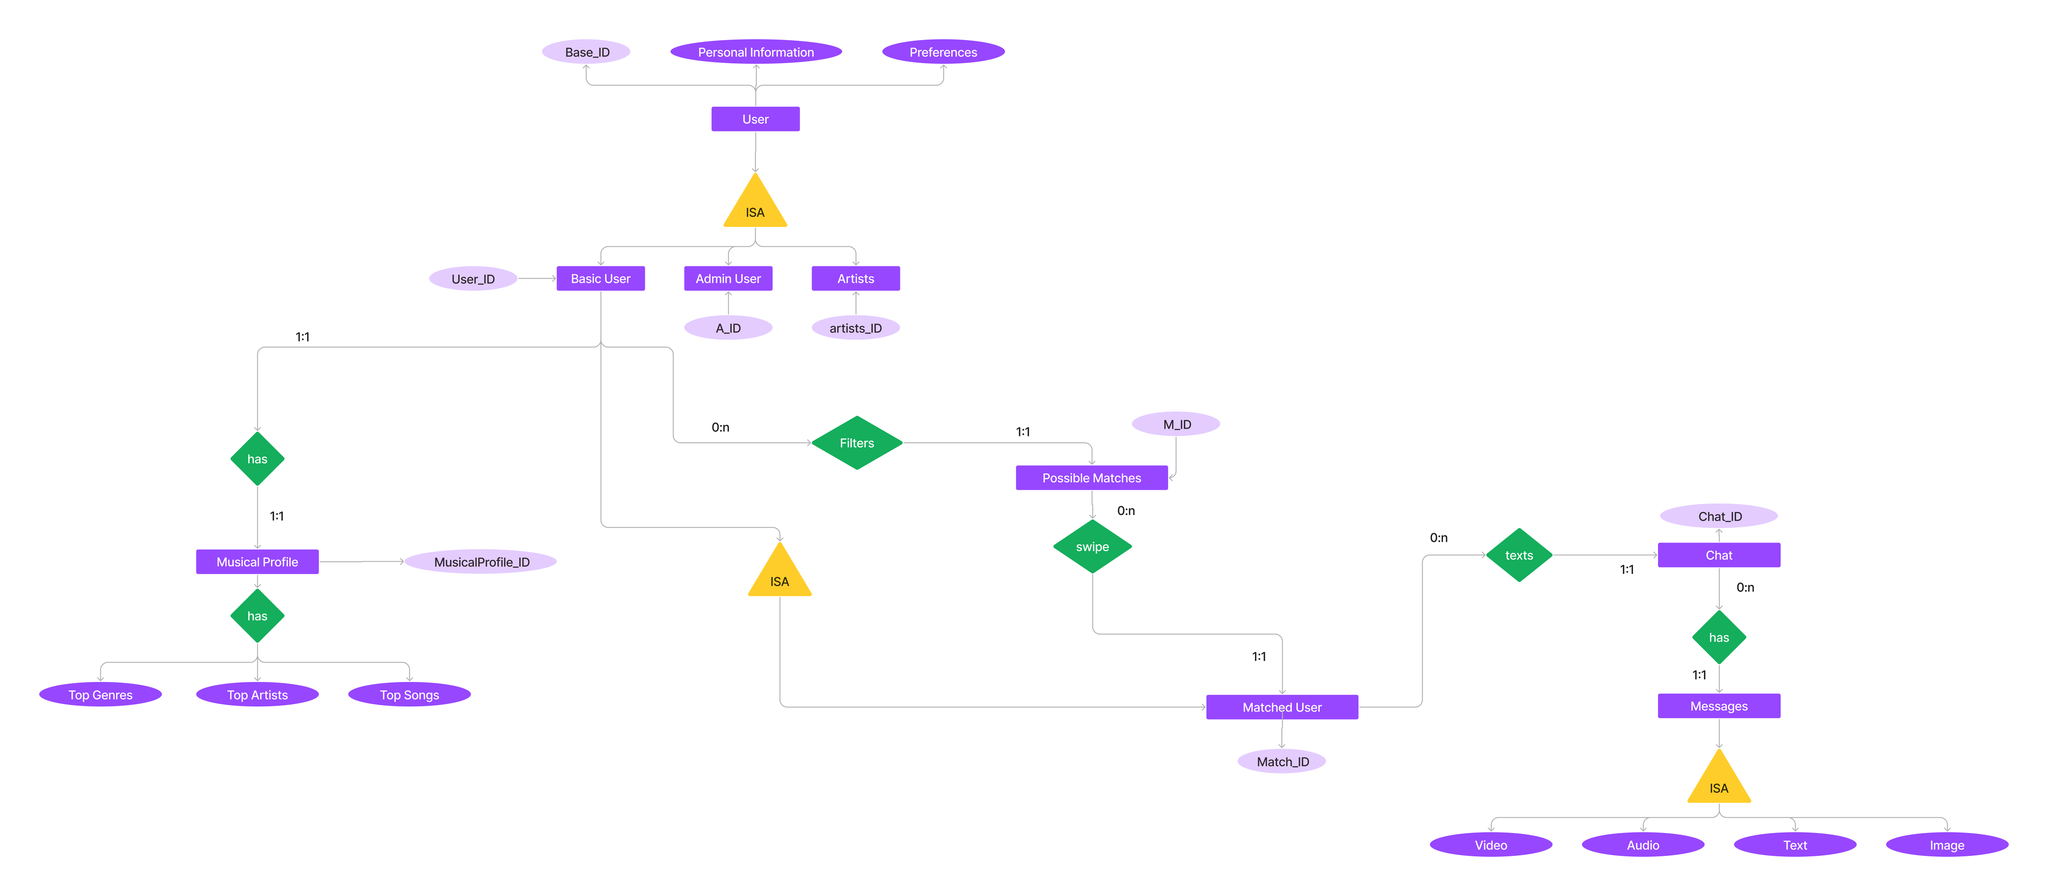 Base_ID
Personal Information
Preferences
User
ISA
User_ID
Basic User
Admin User
Artists
A_ID
artists_ID
1:1
0:n
Filters
1:1
M_ID
has
Possible Matches
1:1
0:n
swipe
Musical Profile
MusicalProfile_ID
ISA
has
Top Genres
Top Artists
Top Songs
1:1
Matched User
Match_ID
0:n
texts
1:1
Chat_ID
Chat
0:n
has
1:1
Messages
ISA
Video
Audio
Text
Image